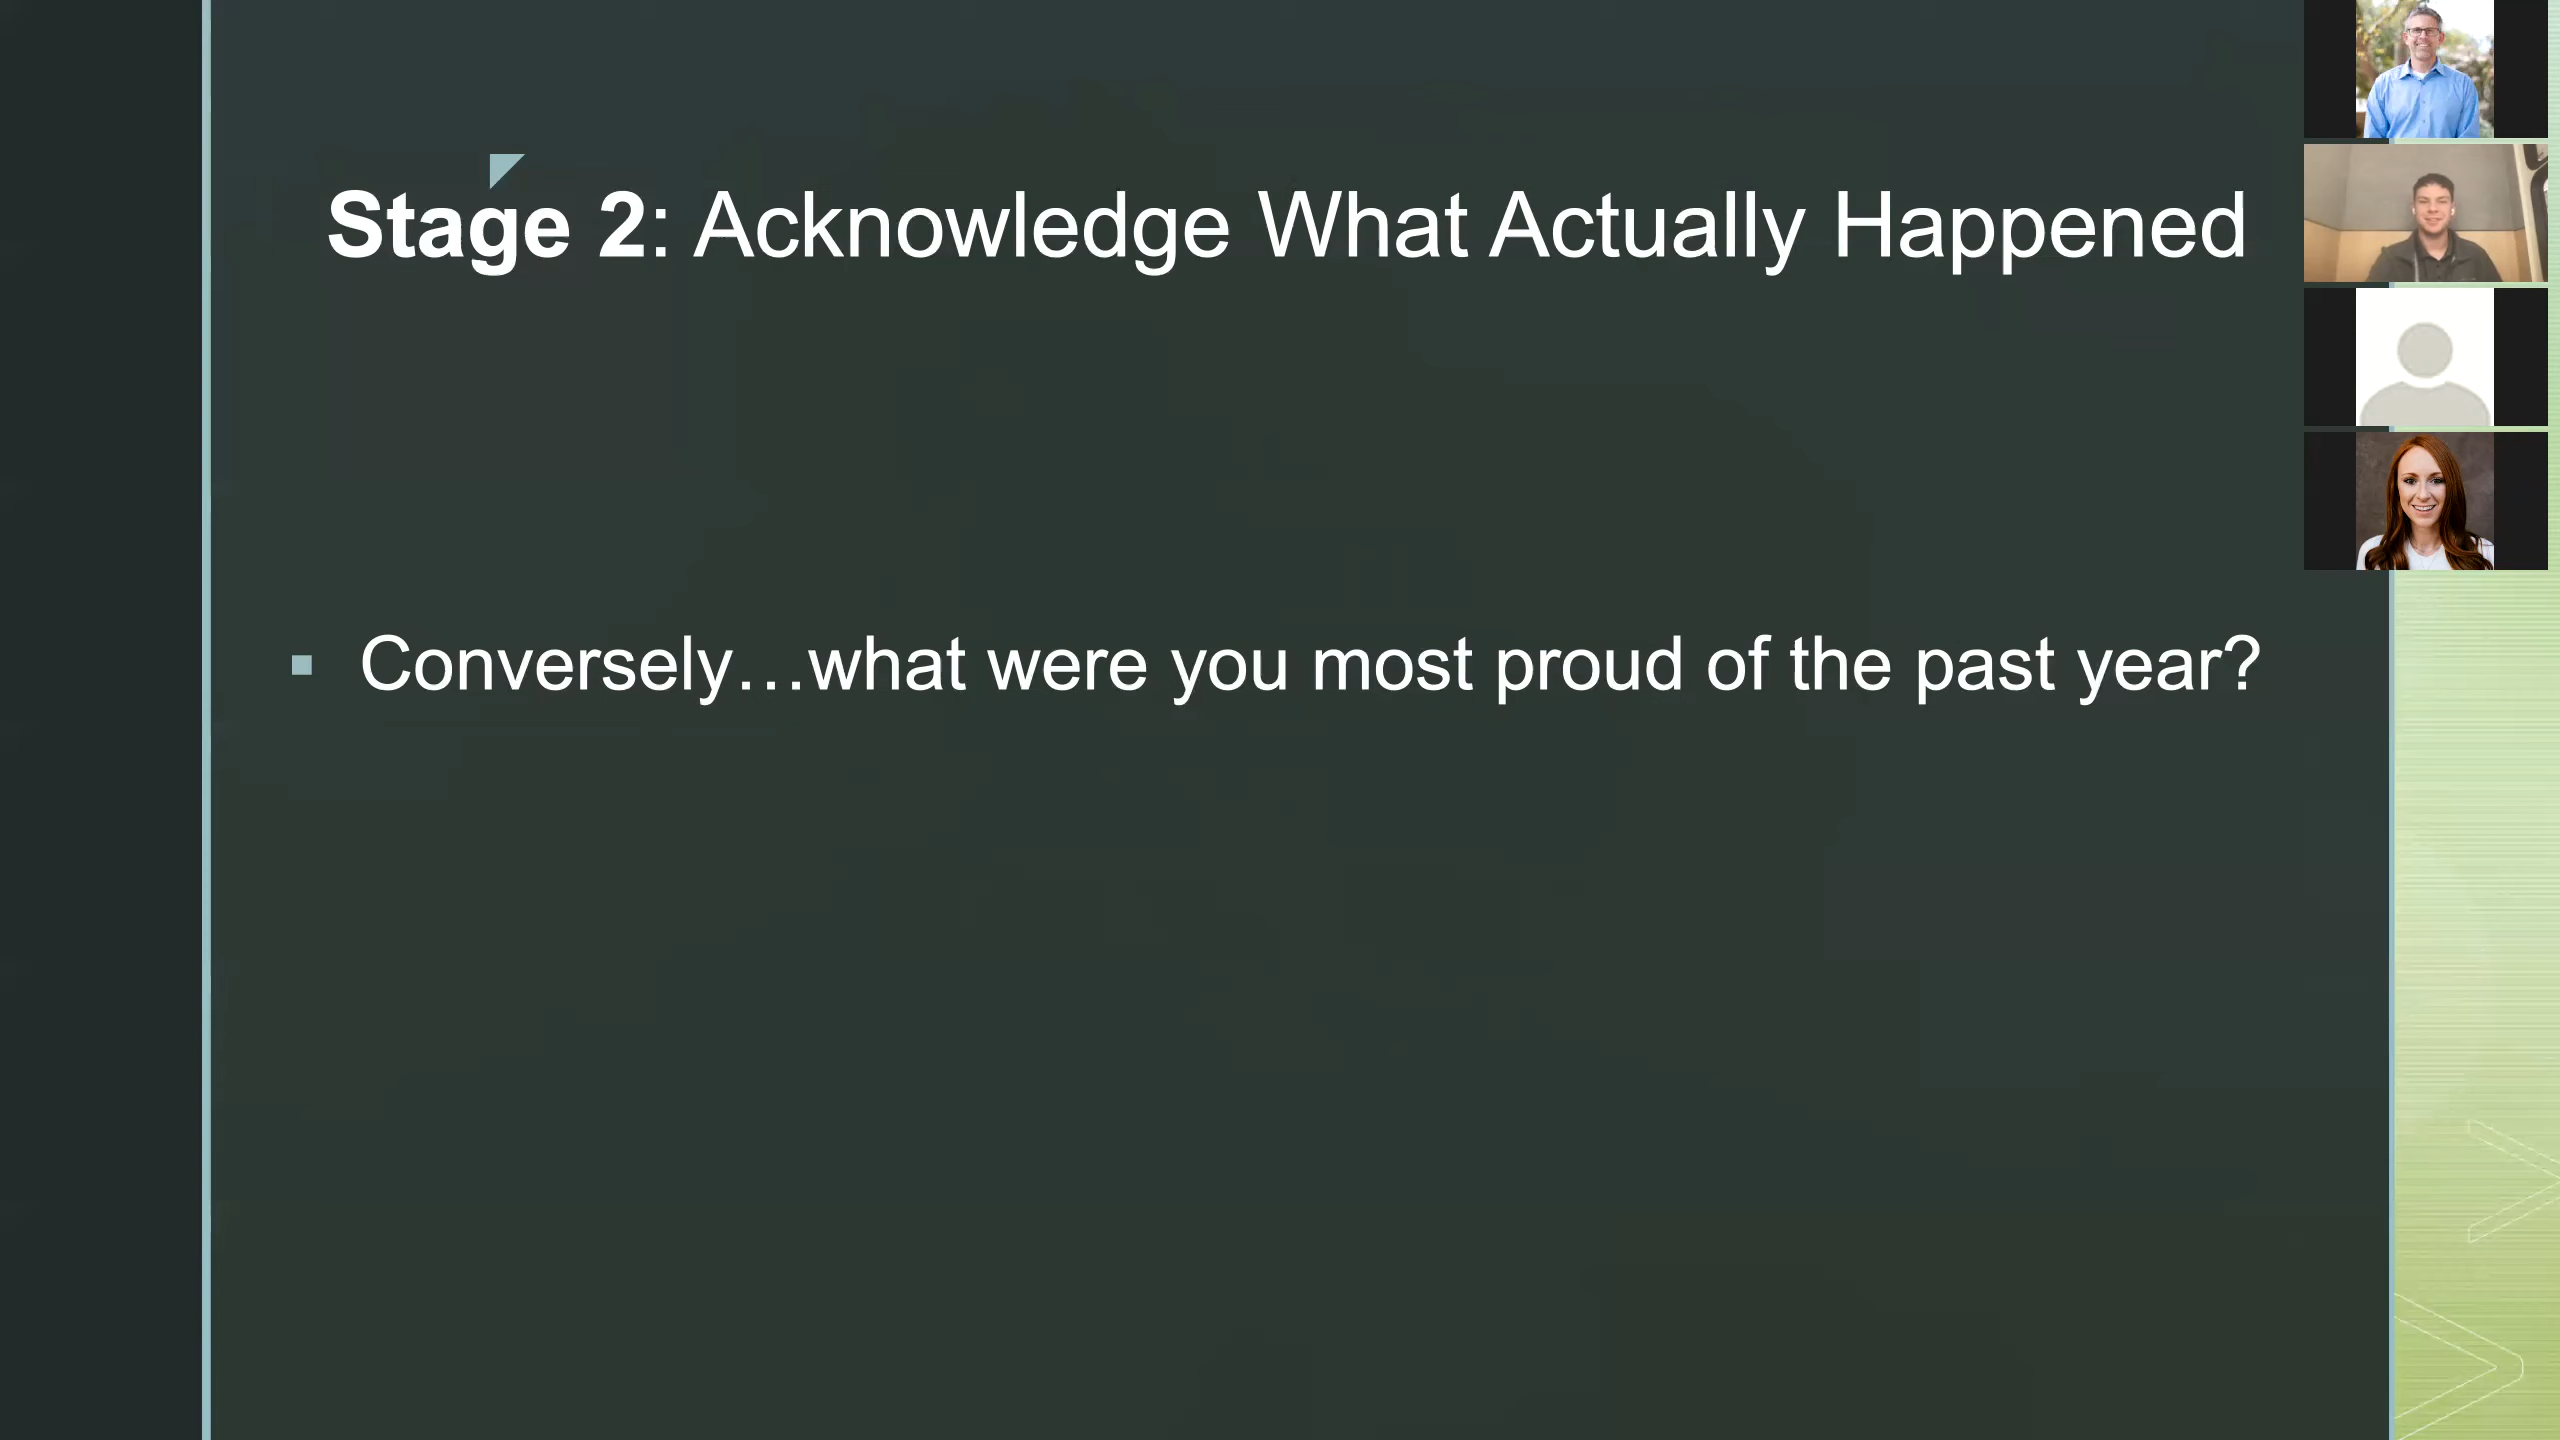 Stage 2: Acknowledge What Actually Happened
Conversely…what were you most proud of the past year?